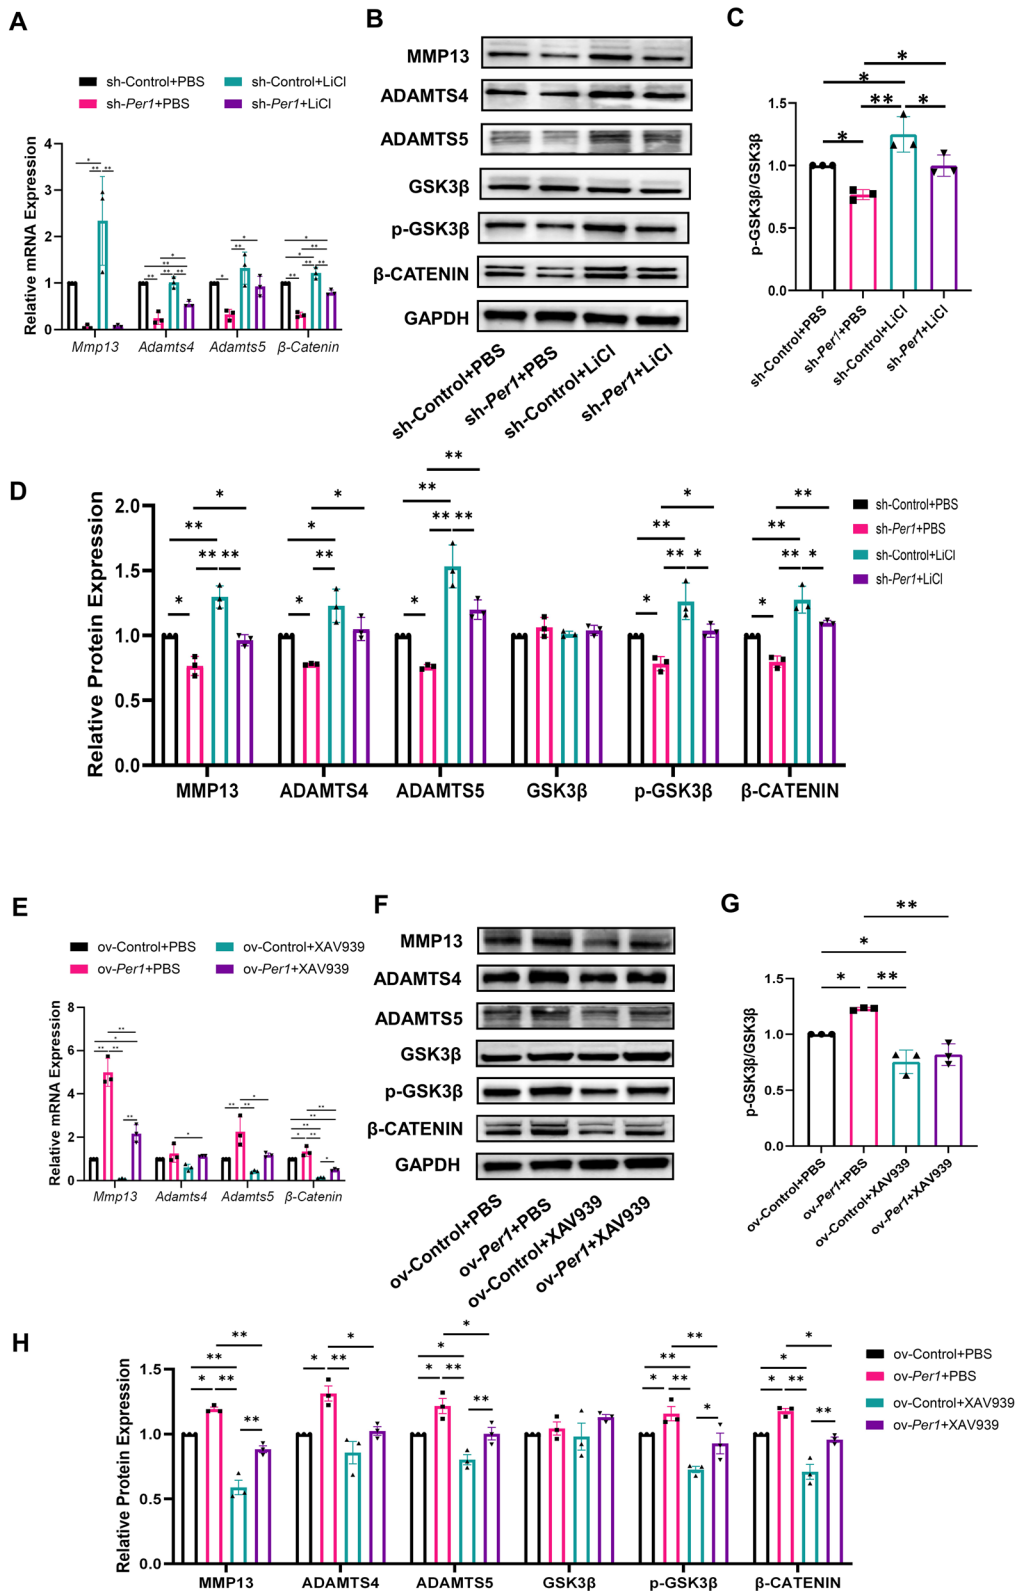 A
sh-Control+PBS
sh-Control+LiCl
sh-Per1+PBS
sh-Per1+LiCl
Relative mRNA Expression
4
3
2
1
0
* ** **
** ** * ** **
* ** ** *
** * ** ** ** *
Mmp13 Adamts4 Adamts5 β-Catenin
B
MMP13
ADAMTS4
ADAMTS5
GSK3β
p-GSK3β
β-CATENIN
GAPDH
sh-Control+PBS
sh-Per1+PBS
sh-Control+LiCl
sh-Per1+LiCl
C
p-GSK3β/GSK3β
1.5
1.0
0.5
0.0
*
*
** *
*
sh-Control+PBS
sh-Per1+PBS
sh-Control+LiCl
sh-Per1+LiCl
D
sh-Control+PBS
sh-Per1+PBS
sh-Control+LiCl
sh-Per1+LiCl
Relative Protein Expression
2.0
1.5
1.0
0.5
0.0
* ** ** ** *
* * ** *
* ** ** ** **
* ** ** * *
* ** ** * **
MMP13 ADAMTS4 ADAMTS5 GSK3β p-GSK3β β-CATENIN
E
ov-Control+PBS
ov-Control+XAV939
ov-Per1+PBS
ov-Per1+XAV939
Relative mRNA Expression
8
6
4
2
0
** * ** ** **
*
** ** *
** ** ** * ** *
Mmp13 Adamts4 Adamts5 β-Catenin
F
MMP13
ADAMTS4
ADAMTS5
GSK3β
p-GSK3β
β-CATENIN
GAPDH
ov-Control+PBS
ov-Per1+PBS
ov-Control+XAV939
ov-Per1+XAV939
G
p-GSK3β/GSK3β
1.5
1.0
0.5
0.0
**
*
* **
ov-Control+PBS
ov-Per1+PBS
ov-Control+XAV939
ov-Per1+XAV939
H
ov-Control+PBS
ov-Per1+PBS
ov-Control+XAV939
ov-Per1+XAV939
Relative Protein Expression
1.5
1.0
0.5
0.0
** ** * ** **
* ** *
* * * ** **
** ** * ** *
* * * ** **
MMP13 ADAMTS4 ADAMTS5 GSK3β p-GSK3β β-CATENIN